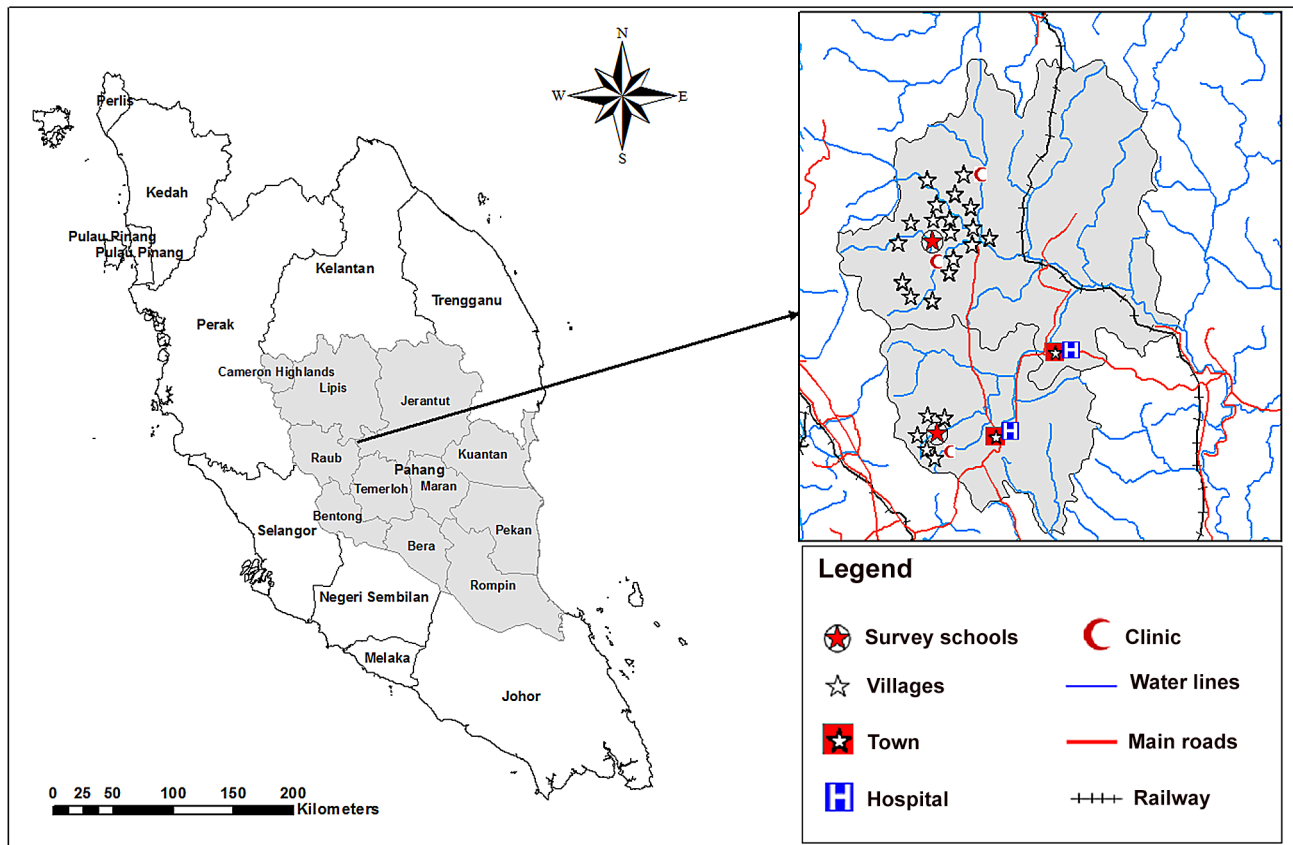 N
W
E
S
Perlis
Kedah
Pulau Pinang
Pulau Pinang
Kelantan
Trengganu
Perak
Cameron Highlands
Lipis
Jerantut
Raub
Kuantan
Pahang
Temerloh
Maran
Bentong
Selangor
Pekan
Bera
Rompin
Negeri Sembilan
Melaka
Johor
0 25 50 100 150 200
Kilometers
H
H
Legend
Survey schools
Clinic
Villages
Water lines
Town
Main roads
H Hospital
Railway